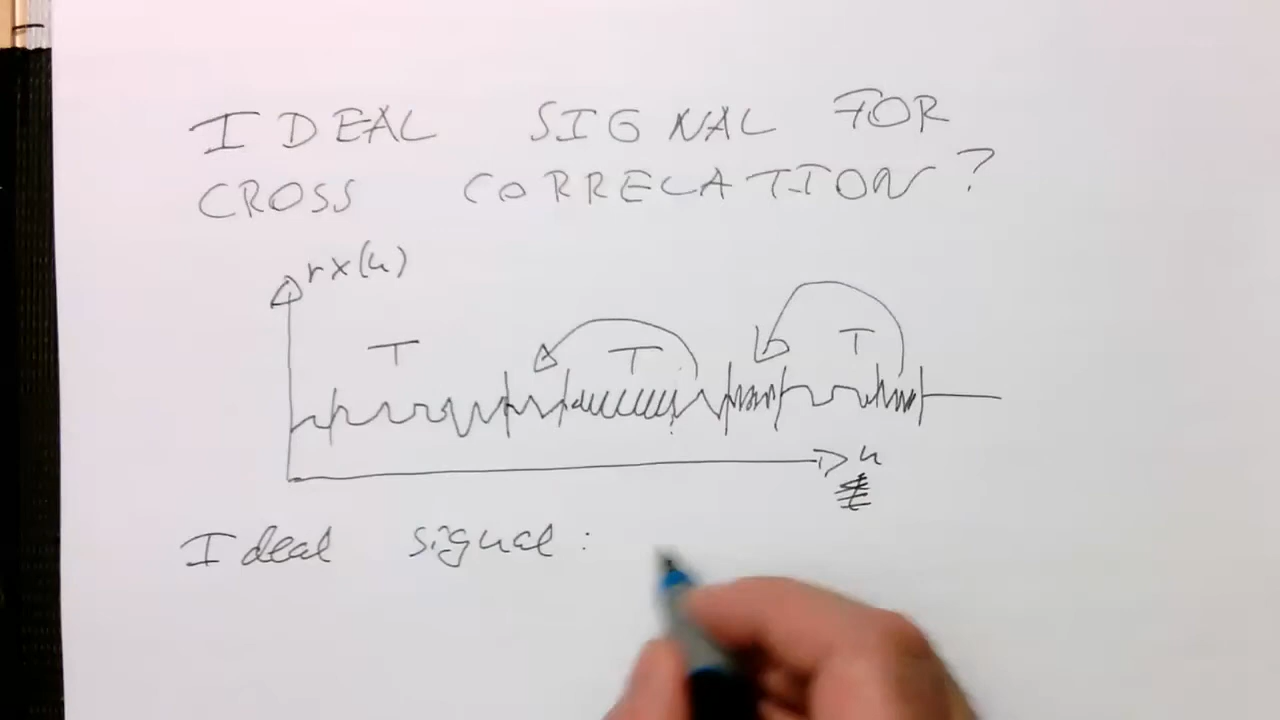 IDEAL SIGNAL FOR
CROSS CORRELATION?
rx(n)
T T T
n
Ideal signal: